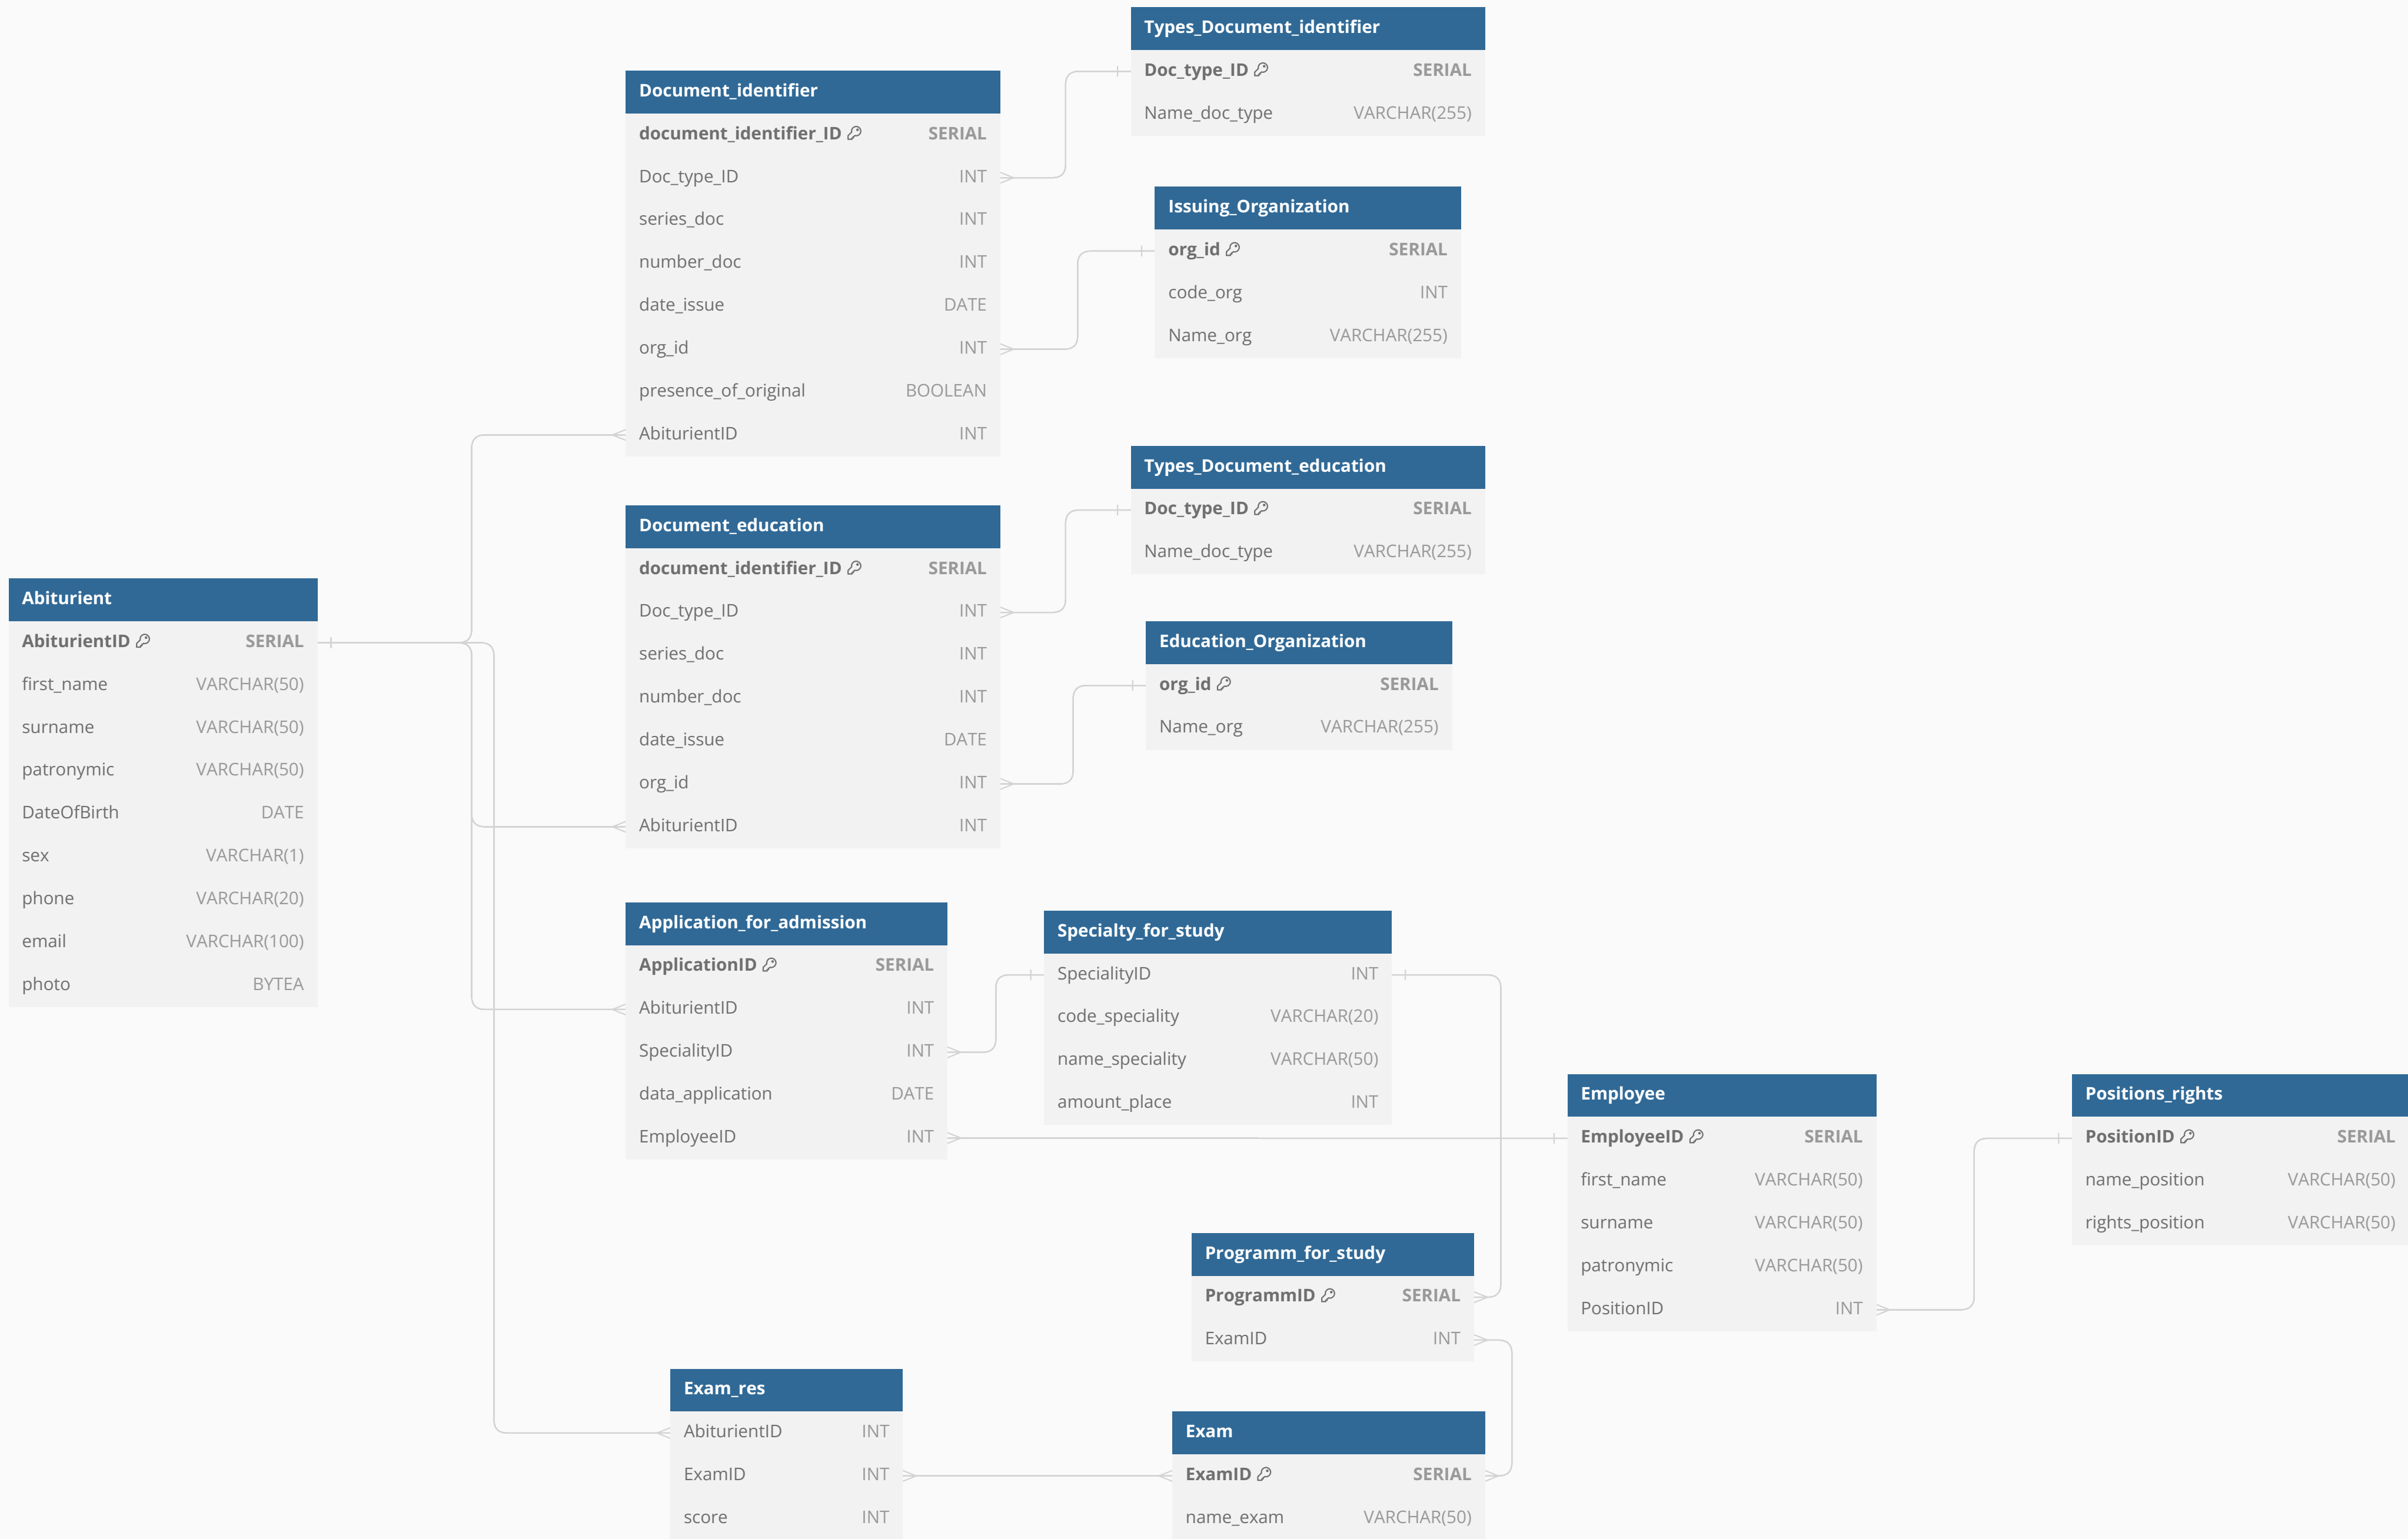 Types_Document_identifier
Doc_type_ID SERIAL
Name_doc_type VARCHAR(255)
Document_identifier
document_identifier_ID SERIAL
Doc_type_ID INT
series_doc INT
number_doc INT
date_issue DATE
org_id INT
presence_of_original BOOLEAN
AbiturientID INT
Issuing_Organization
org_id SERIAL
code_org INT
Name_org VARCHAR(255)
Types_Document_education
Doc_type_ID SERIAL
Name_doc_type VARCHAR(255)
Document_education
document_identifier_ID SERIAL
Doc_type_ID INT
series_doc INT
number_doc INT
date_issue DATE
org_id INT
AbiturientID INT
Education_Organization
org_id SERIAL
Name_org VARCHAR(255)
Abiturient
AbiturientID SERIAL
first_name VARCHAR(50)
surname VARCHAR(50)
patronymic VARCHAR(50)
DateOfBirth DATE
sex VARCHAR(1)
phone VARCHAR(20)
email VARCHAR(100)
photo BYTEA
Application_for_admission
ApplicationID SERIAL
AbiturientID INT
SpecialityID INT
data_application DATE
EmployeeID INT
Specialty_for_study
SpecialityID INT
code_speciality VARCHAR(20)
name_speciality VARCHAR(50)
amount_place INT
Employee
EmployeeID SERIAL
first_name VARCHAR(50)
surname VARCHAR(50)
patronymic VARCHAR(50)
PositionID INT
Positions_rights
PositionID SERIAL
name_position VARCHAR(50)
rights_position VARCHAR(50)
Programm_for_study
ProgrammID SERIAL
ExamID INT
Exam_res
AbiturientID INT
ExamID INT
score INT
Exam
ExamID SERIAL
name_exam VARCHAR(50)